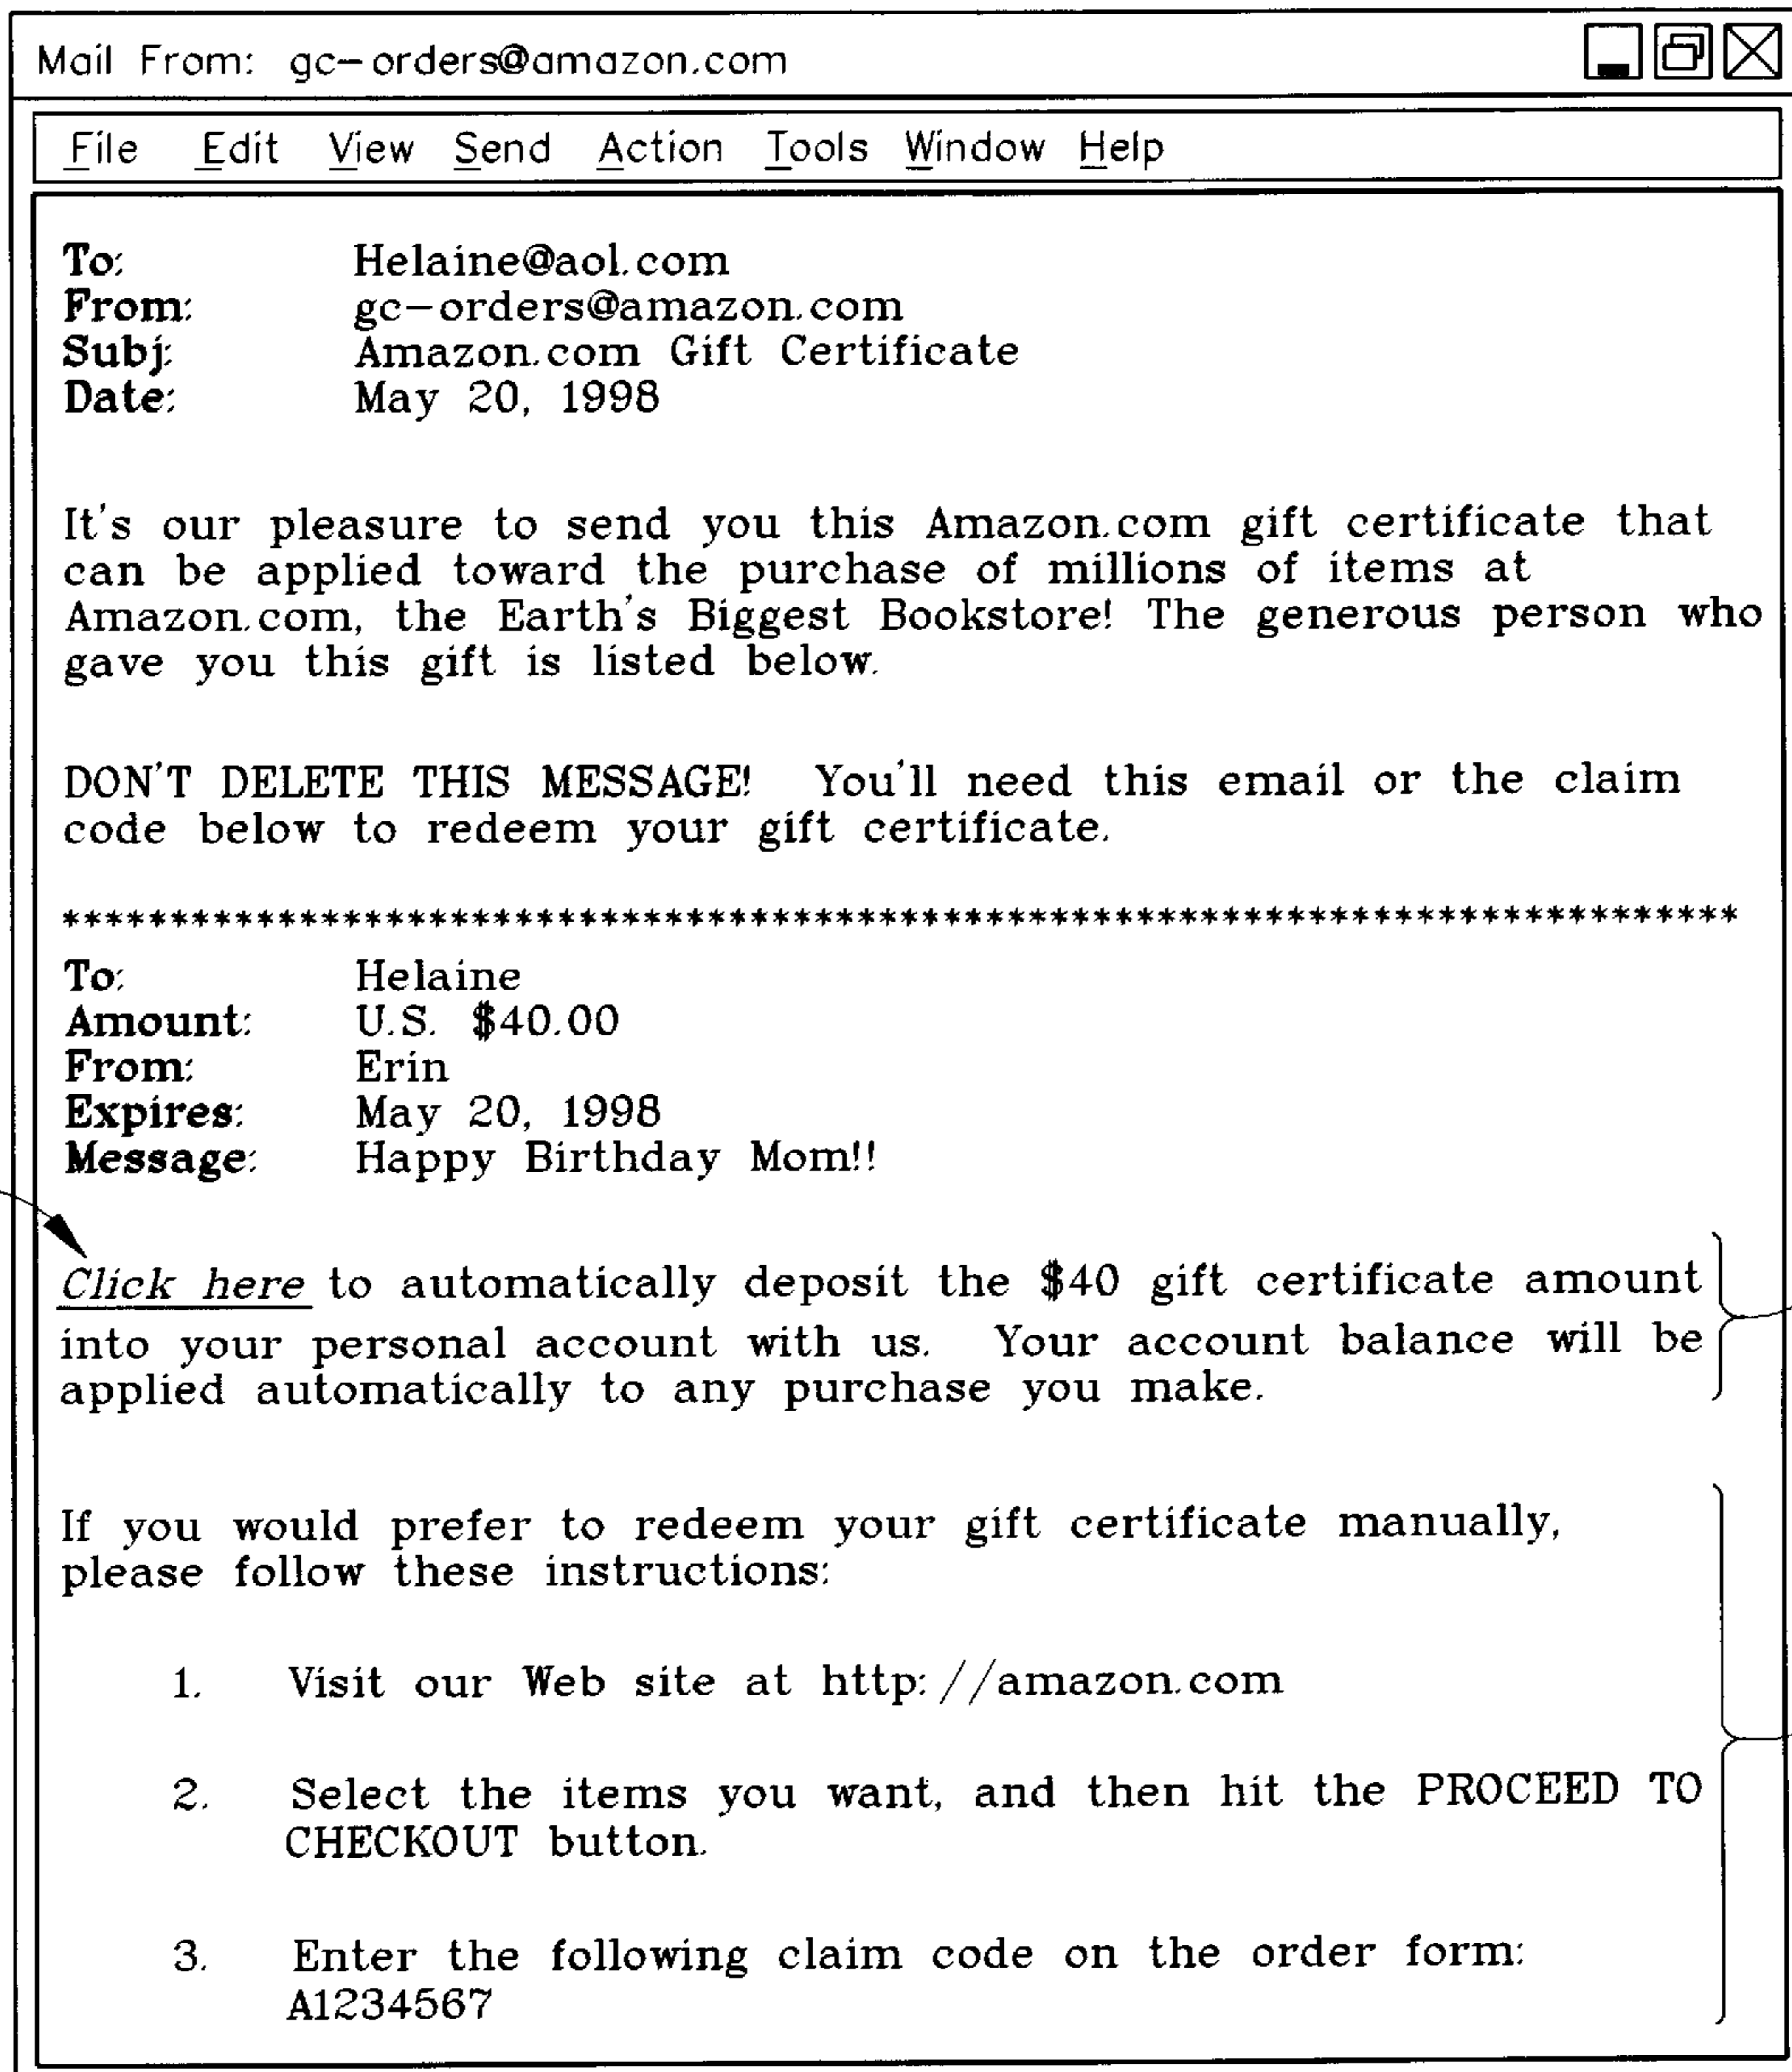 Mail From: gc-orders@amazon.com
File Edit View Send Action Tools Window Help
To: Helaine@aol.com
From: gc-orders@amazon.com
Subj: Amazon.com Gift Certificate
Date: May 20, 1998
It's our pleasure to send you this Amazon.com gift certificate that
can be applied toward the purchase of millions of items at
Amazon.com, the Earth's Biggest Bookstore! The generous person who
gave you this gift is listed below.
DON'T DELETE THIS MESSAGE! You'll need this email or the claim
code below to redeem your gift certificate.
******************************************************************************
To: Helaine
Amount: U.S. $40.00
From: Erin
Expires: May 20, 1998
Message: Happy Birthday Mom!!
Click here to automatically deposit the $40 gift certificate amount
into your personal account with us. Your account balance will be
applied automatically to any purchase you make.
If you would prefer to redeem your gift certificate manually,
please follow these instructions:
1. Visit our Web site at http://amazon.com
2. Select the items you want, and then hit the PROCEED TO
CHECKOUT button.
3. Enter the following claim code on the order form:
A1234567